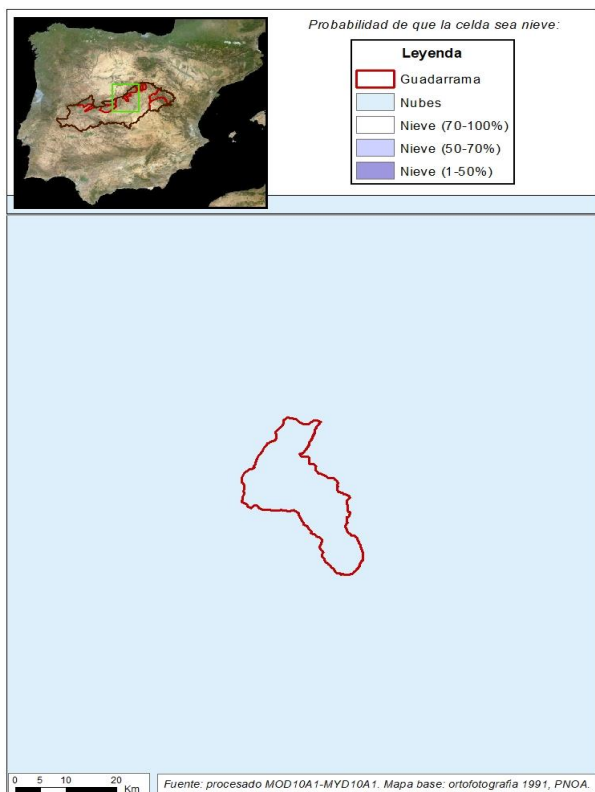 Probabilidad de que la celda sea nieve:
Leyenda
Guadarrama
Nubes
Nieve (70-100%)
Nieve (50-70%)
Nieve (1-50%)
0 5 10 20
Km
Fuente: procesado MOD10A1-MYD10A1. Mapa base: ortofotografía 1991, PNOA.